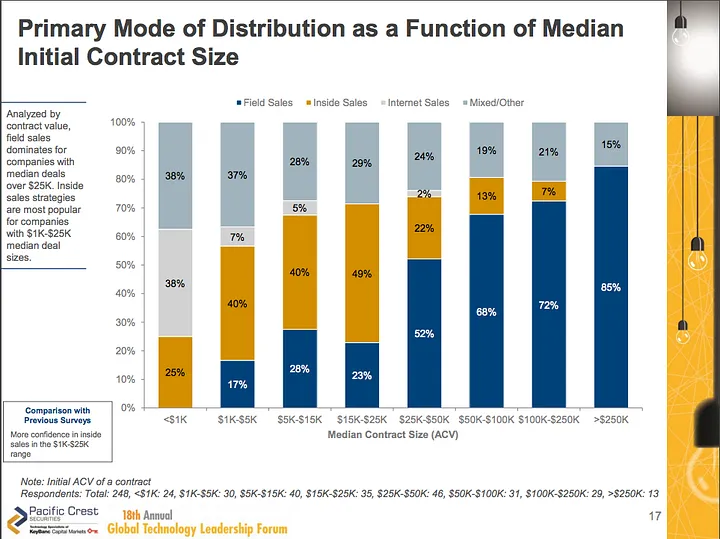 Primary Mode of Distribution as a Function of Median
Initial Contract Size
Analyzed by
contract value,
field sales
dominates for
companies with
median deals
over $25K. Inside
sales strategies
are most popular
for companies
with $1K-$25K
median deal
sizes.
Field Sales Inside Sales Internet Sales Mixed/Other
100%
90%
80%
70%
60%
50%
40%
30%
20%
10%
0%
38%
38%
25%
37%
7%
40%
17%
28%
5%
40%
28%
29%
49%
23%
24%
2%
22%
52%
19%
13%
68%
21%
7%
72%
15%
85%
<$1K $1K-$5K $5K-$15K $15K-$25K $25K-$50K $50K-$100K $100K-$250K >$250K
Median Contract Size (ACV)
Comparison with
Previous Surveys
More confidence in inside
sales in the $1K-$25K
range
Note: Initial ACV of a contract
Respondents: Total: 248, <$1K: 24, $1K-$5K: 30, $5K-$15K: 40, $15K-$25K: 35, $25K-$50K: 46, $50K-$100K: 31, $100K-$250K: 29, >$250K: 13
Pacific Crest
SECURITIES
Technology Specialists of
KeyBanc Capital Markets
18th Annual
Global Technology Leadership Forum
17